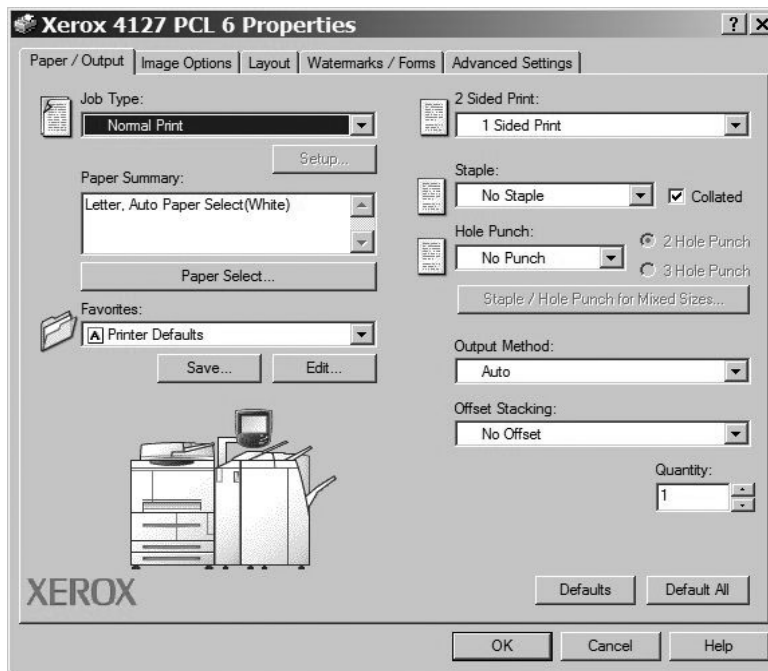 Xerox 4127 PCL 6 Properties
Paper / Output
Image Options
Layout
Watermarks / Forms
Advanced Settings
Job Type:
Normal Print
Setup...
Paper Summary:
Letter, Auto Paper Select(White)
Paper Select...
Favorites:
A Printer Defaults
Save...
Edit...
XEROX
2 Sided Print:
1 Sided Print
Staple:
No Staple
Collated
Hole Punch:
No Punch
2 Hole Punch
3 Hole Punch
Staple / Hole Punch for Mixed Sizes...
Output Method:
Auto
Offset Stacking:
No Offset
Quantity:
1
Defaults
Default All
OK
Cancel
Help